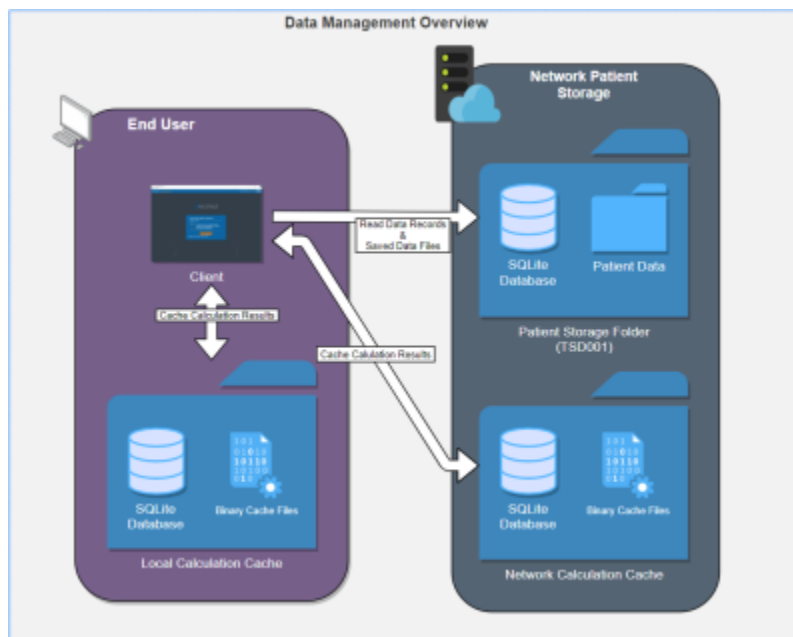 Data Management Overview
Network Patient
Storage
End User
Read Data Records
&
Saved Data Files
SQLite
Database
Patient Data
Client
Cache Calculation Results
Patient Storage Folder
(TSD001)
Cache Calulation Results
SQLite
Database
Binary Cache Files
Local Calculation Cache
SQLite
Database
Binary Cache Files
Network Calculation Cache